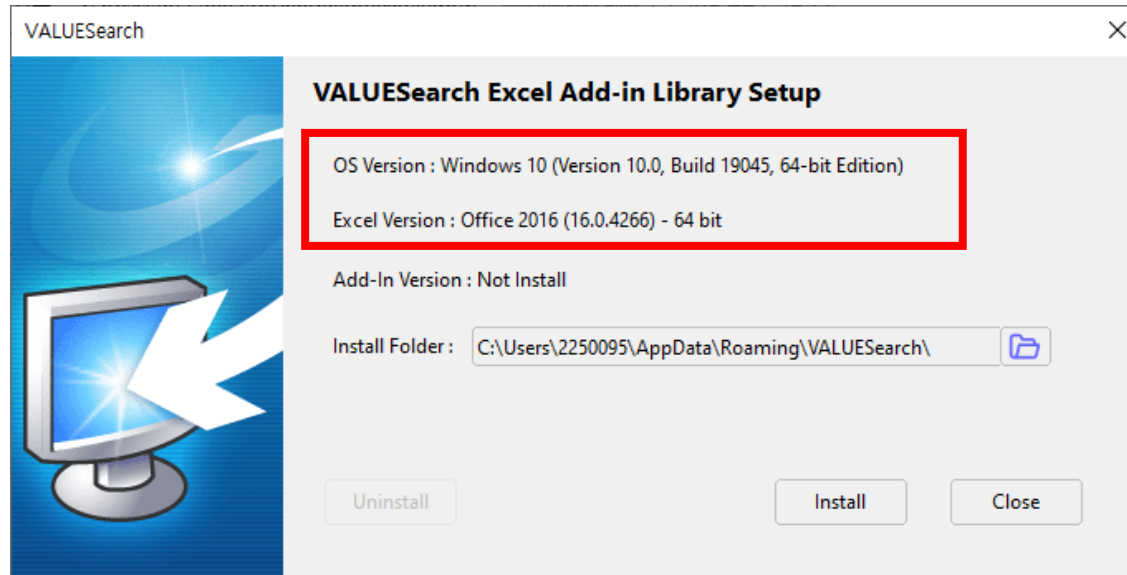 VALUESearch
VALUESearch Excel Add-in Library Setup
OS Version : Windows 10 (Version 10.0, Build 19045, 64-bit Edition)
Excel Version : Office 2016 (16.0.4266) - 64 bit
Add-In Version : Not Install
Install Folder : C:\Users\2250095\AppData\Roaming\VALUESearch\
Uninstall Install Close